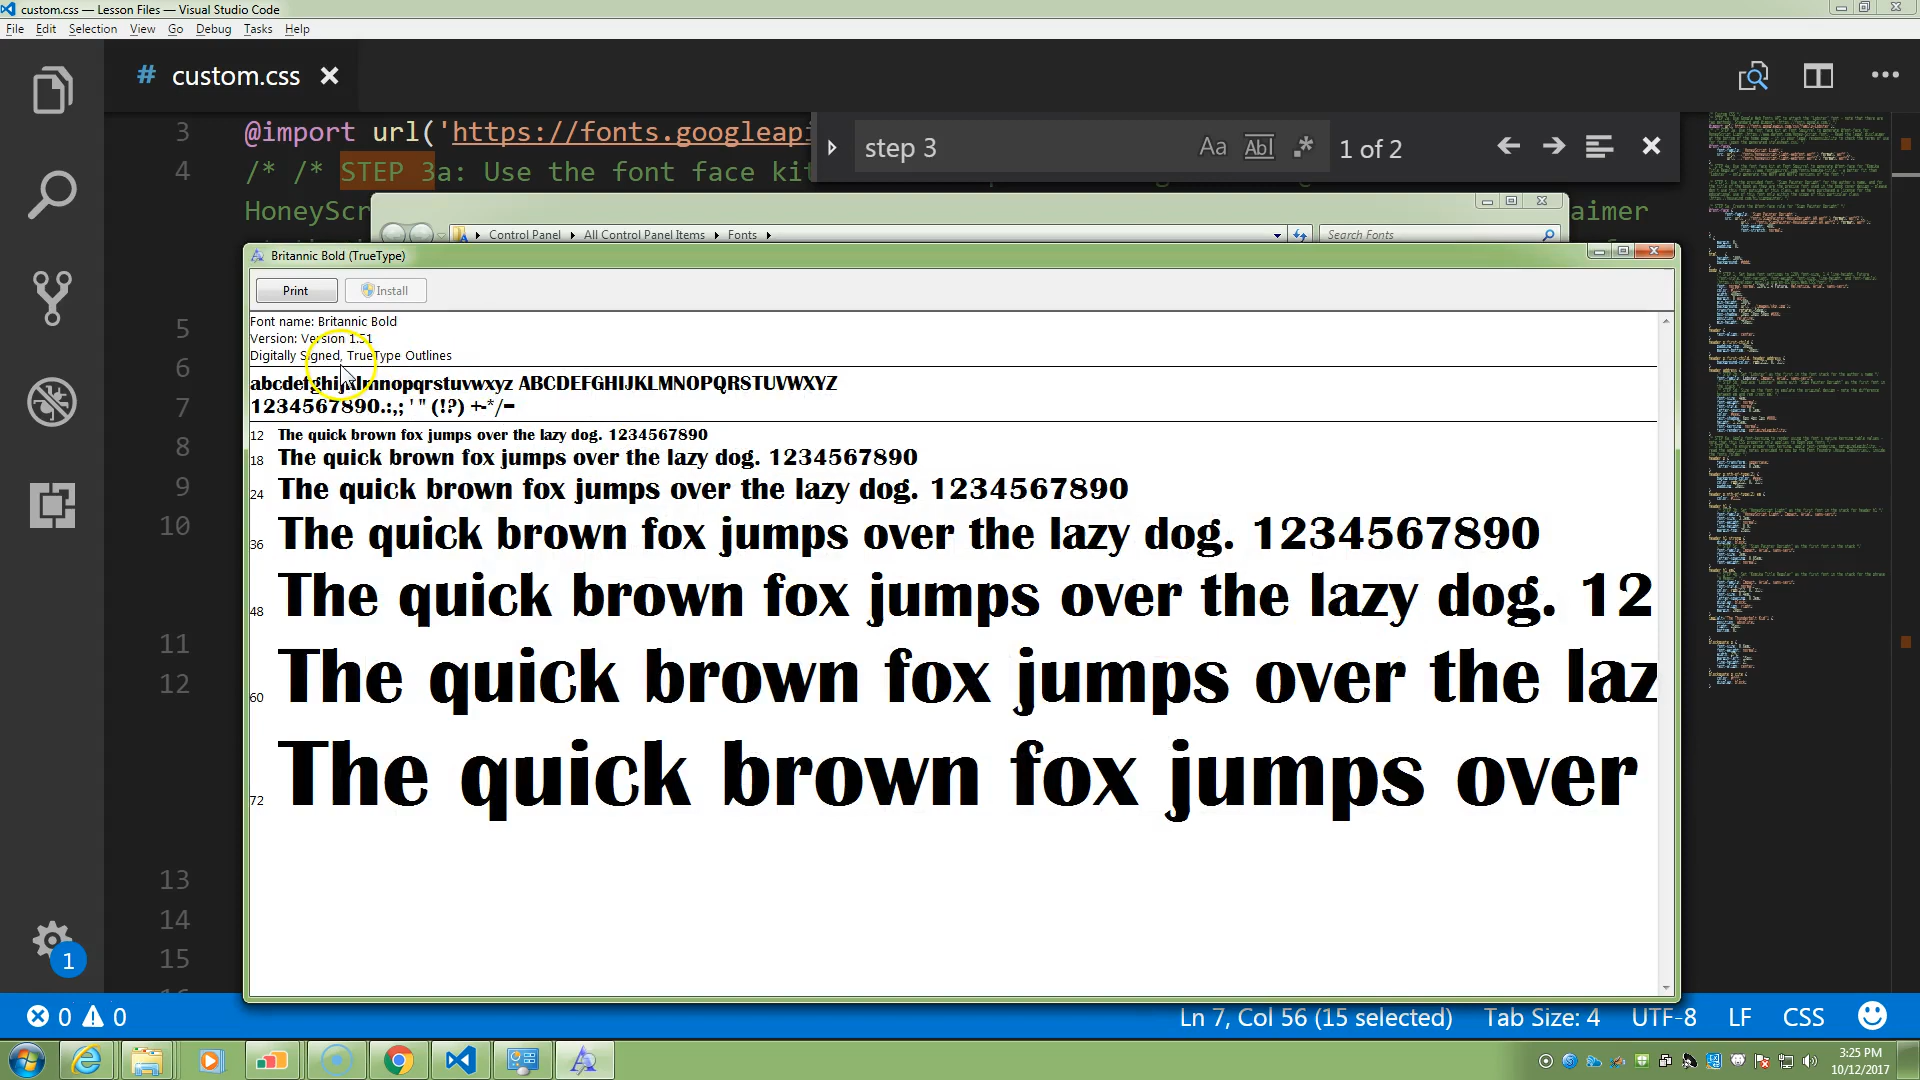 custom.css — Lesson Files — Visual Studio Code
File Edit Selection View Go Debug Tasks Help
# custom.css
3 @import url('https://fonts.googleapi
step 3
Aa Abl .* 1 of 2
4 /* /* STEP 3a: Use the font face kit
HoneyScr
aimer
Control Panel All Control Panel Items Fonts
Search Fonts
Britannic Bold (TrueType)
Print Install
Font name: Britannic Bold
Version: Version 1.51
Digitally Signed, TrueType Outlines
abcdefghijklmnopqrstuvwxyz ABCDEFGHIJKLMNOPQRSTUVWXYZ
1234567890.:,; ' " (!?) +-*/=
12 The quick brown fox jumps over the lazy dog. 1234567890
18 The quick brown fox jumps over the lazy dog. 1234567890
24 The quick brown fox jumps over the lazy dog. 1234567890
36 The quick brown fox jumps over the lazy dog. 1234567890
48 The quick brown fox jumps over the lazy dog. 12
60 The quick brown fox jumps over the laz
72 The quick brown fox jumps over
5
6
7
8
9
10
11
12
13
14
15
1
0 0
Ln 7, Col 56 (15 selected) Tab Size: 4 UTF-8 LF CSS
3:25 PM
10/12/2017